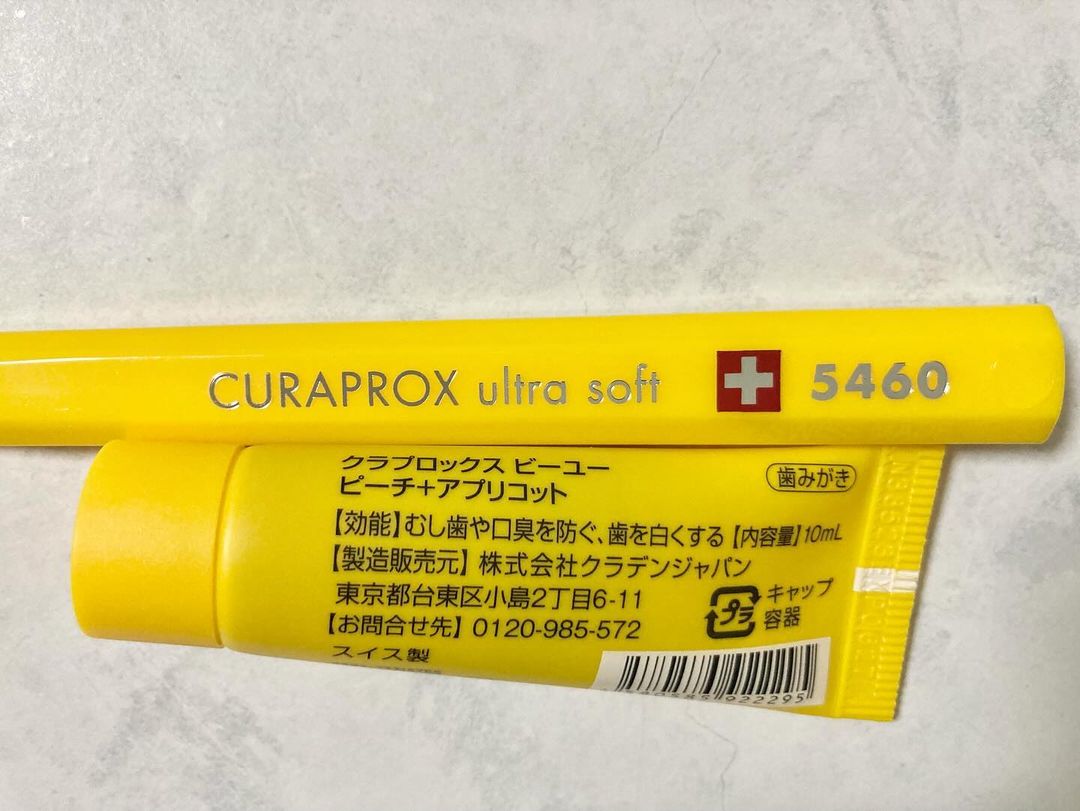 CURAPROX ultra soft 5460
クラプロックス ビーユー
ピーチ+アプリコット
歯みがき
【効能】むし歯や口臭を防ぐ、歯を白くする【内容量】10mL
【製造販売元】株式会社クラデンジャパン
東京都台東区小島2丁目6-11
【お問合せ先】0120-985-572
プラ キャップ
容器
スイス製
922295